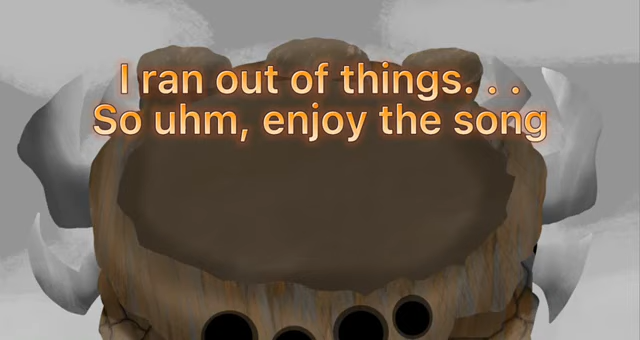 I ran out of things. . .
So uhm, enjoy the song